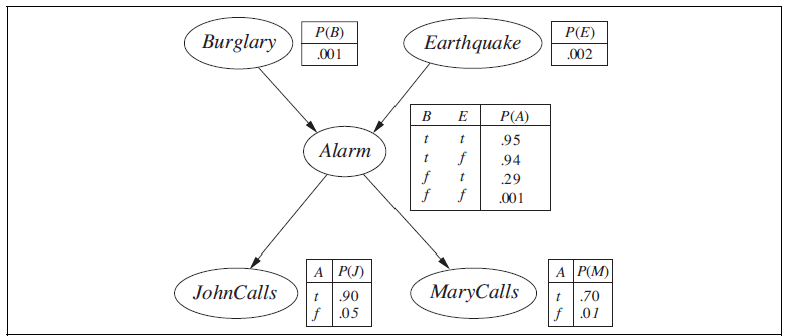 Burglary
P(B)
.001
Earthquake
P(E)
.002
Alarm
B E P(A)
t t .95
t f .94
f t .29
f f .001
JohnCalls
A P(J)
t .90
f .05
MaryCalls
A P(M)
t .70
f .01